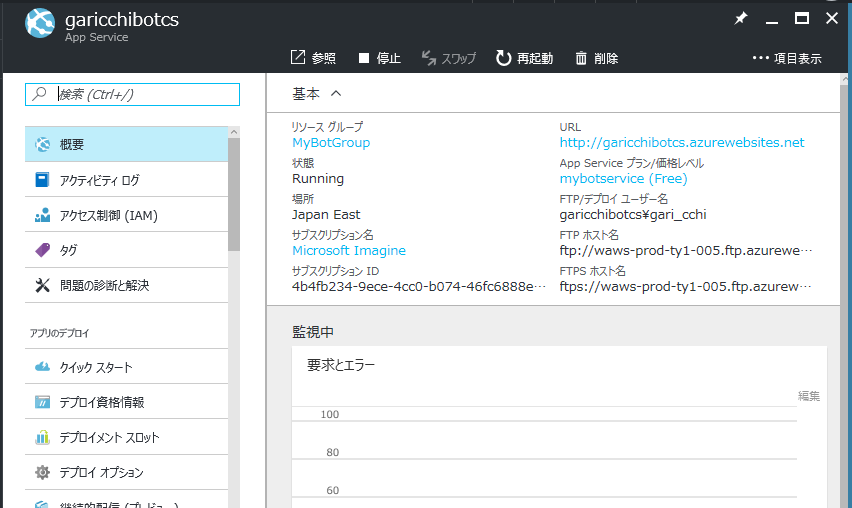 garicchibotcs
App Service
参照
停止
スワップ
再起動
削除
項目表示
検索 (Ctrl+/)
概要
アクティビティ ログ
アクセス制御 (IAM)
タグ
問題の診断と解決
アプリのデプロイ
クイック スタート
デプロイ資格情報
デプロイメント スロット
デプロイ オプション
継続的配信 (プレビュー)
基本
リソース グループ
MyBotGroup
状態
Running
場所
Japan East
サブスクリプション名
Microsoft Imagine
サブスクリプション ID
4b4fb234-9ece-4cc0-b074-46fc6888e…
URL
http://garicchibotcs.azurewebsites.net
App Service プラン/価格レベル
mybotservice (Free)
FTP/デプロイ ユーザー名
garicchibotcs¥gari_cchi
FTP ホスト名
ftp://waws-prod-ty1-005.ftp.azurewe…
FTPS ホスト名
ftps://waws-prod-ty1-005.ftp.azurew…
監視中
要求とエラー
編集
100
80
60